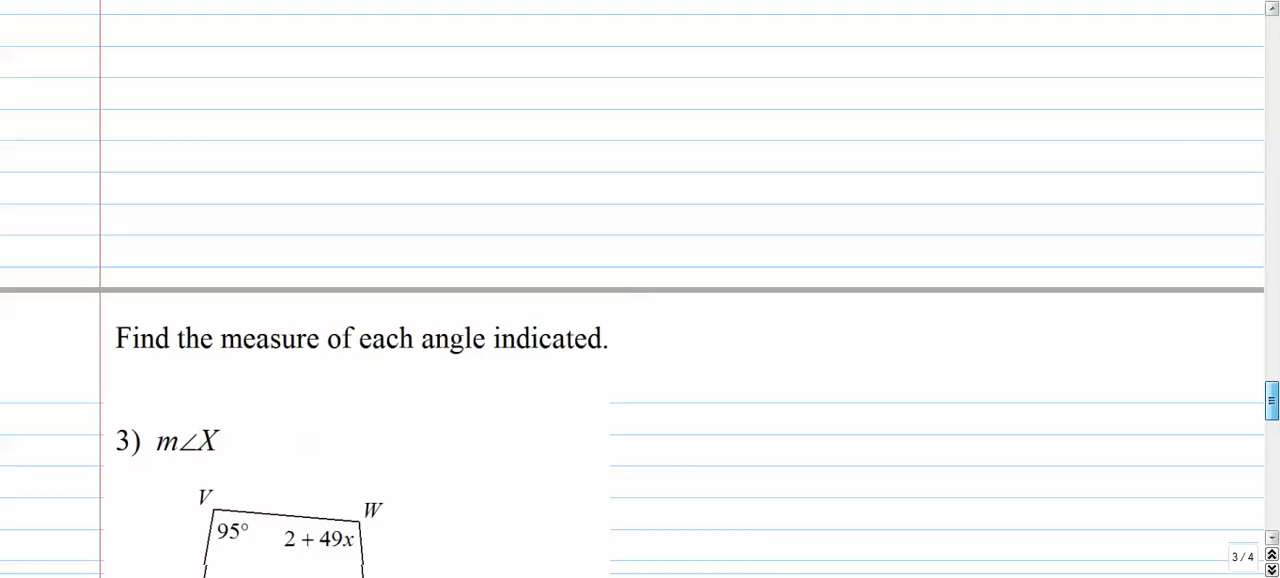 Find the measure of each angle indicated.
3) m∠X
V
W
95°
2 + 49x
3 / 4